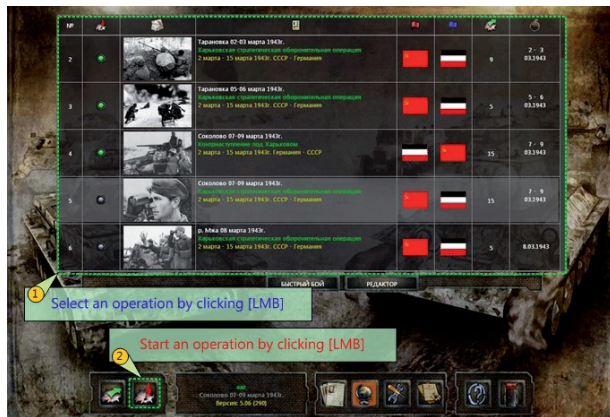 №
2
Тарановка 02-03 марта 1943г.
Харьковская стратегическая оборонительная операция
2 марта - 15 марта 1943г. СССР - Германия
9
2 - 3
03.1943
3
Тарановка 05-06 марта 1943г.
Харьковская стратегическая оборонительная операция
2 марта - 15 марта 1943г. СССР - Германия
5
5 - 6
03.1943
4
Соколово 07-09 марта 1943г.
Контрнаступление под Харьковом
2 марта - 15 марта 1943г. Германия - СССР
15
7 - 9
03.1943
5
Соколово 07-09 марта 1943г.
Харьковская стратегическая оборонительная операция
2 марта - 15 марта 1943г. СССР - Германия
15
7 - 9
03.1943
6
р. Мжа 08 марта 1943г.
Харьковская стратегическая оборонительная операция
2 марта - 15 марта 1943г. СССР - Германия
5
8.03.1943
БЫСТРЫЙ БОЙ
РЕДАКТОР
1
Select an operation by clicking [LMB]
2
Start an operation by clicking [LMB]
Соколово 07-09 марта 1943г.
Версия: 5.06 (290)